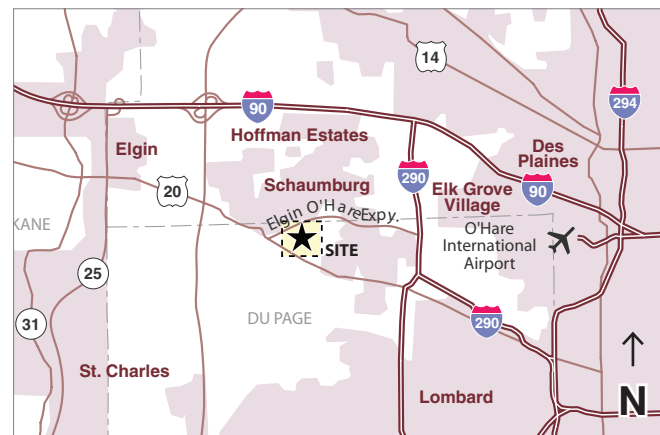 14
90
294
Hoffman Estates
Elgin
Des
Plaines
290
20
Schaumburg
Elk Grove
Village
90
Elgin O'Hare Expy.
KANE
O'Hare
International
Airport
SITE
25
DU PAGE
31
290
St. Charles
Lombard
N